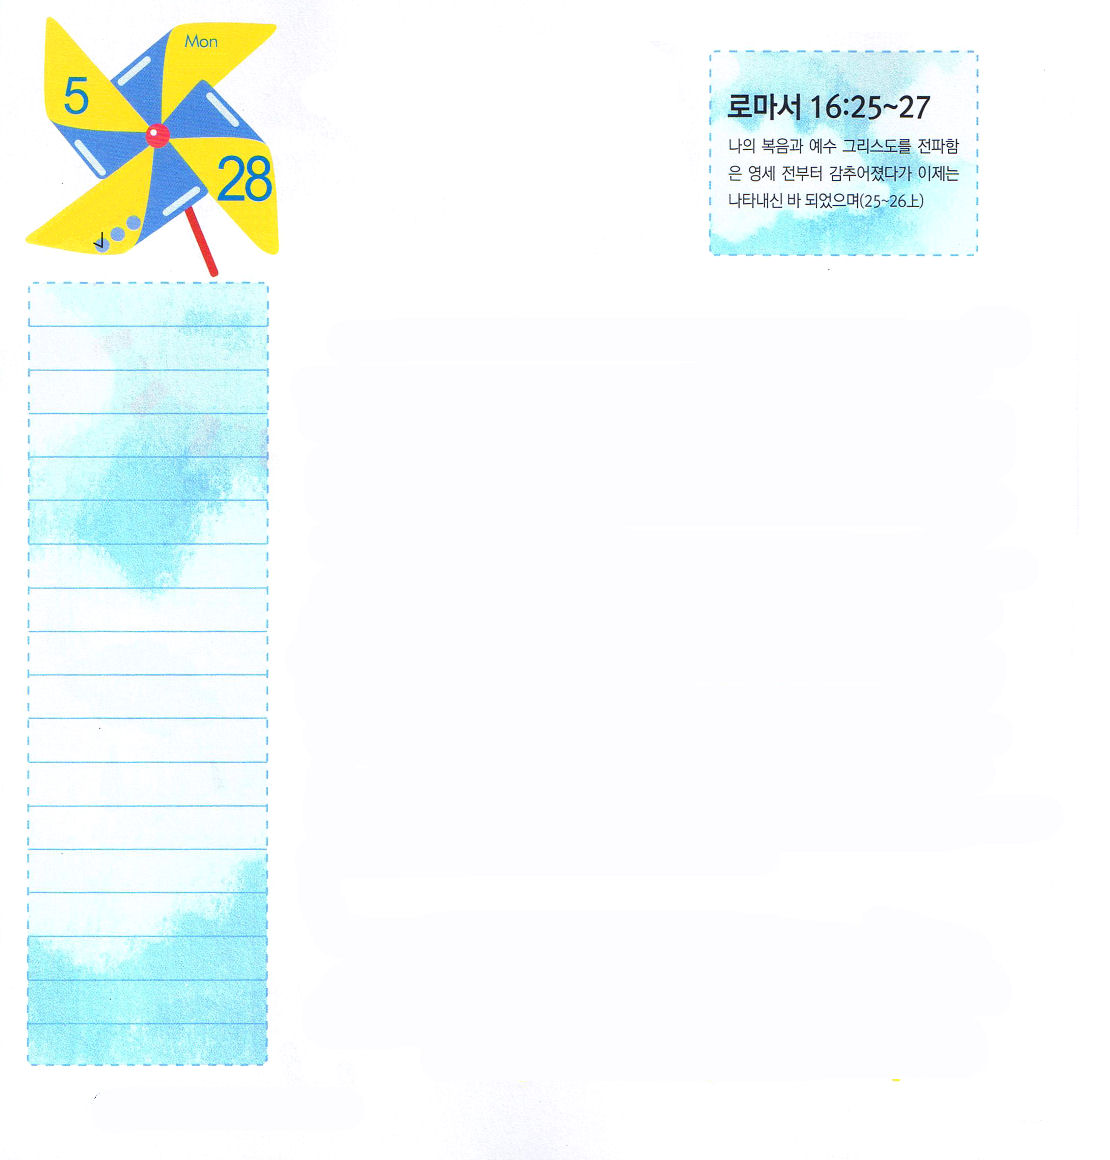 Mon
5
28
로마서 16:25~27
나의 복음과 예수 그리스도를 전파함
은 영세 전부터 감추어졌다가 이제는
나타내신 바 되었으며(25~26上)